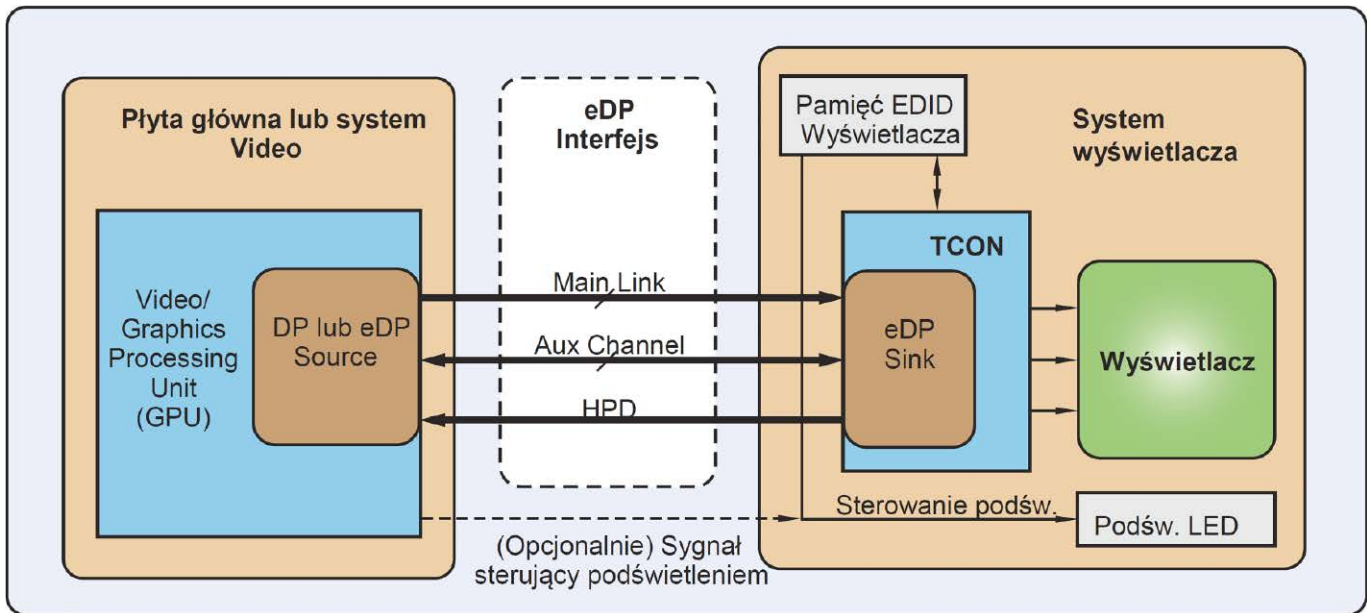 Płyta główna lub system
Video
Video/
Graphics
Processing
Unit
(GPU)
DP lub eDP
Source
eDP
Interfejs
Main Link
Aux Channel
HPD
(Opcjonalnie) Sygnał
sterujący podświetleniem
Pamięć EDID
Wyświetlacza
System
wyświetlacza
TCON
eDP
Sink
Wyświetlacz
Sterowanie podśw.
Podśw. LED